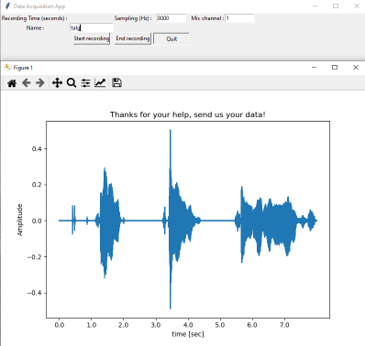 Data Acquisition App
Recording Time (seconds) : Sampling (Hz) : 8000 Mic channel : 1
Name :
Start recording End recording Quit
Figure 1
Thanks for your help, send us your data!
0.4
0.2
0.0
−0.2
−0.4
Amplitude
0.0 1.0 2.0 3.0 4.0 5.0 6.0 7.0
time [sec]